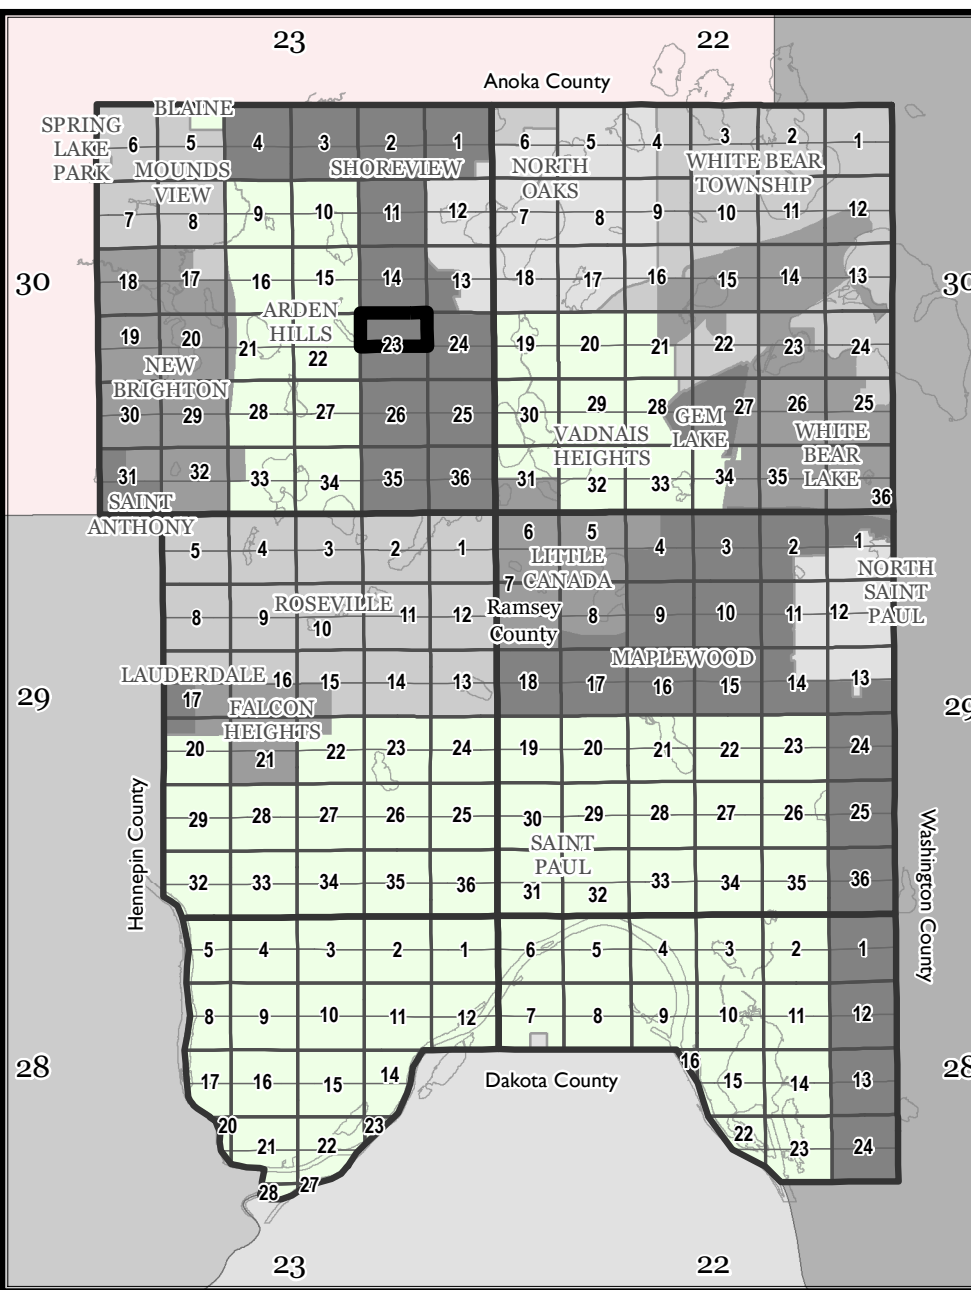 23 22
Anoka County
BLAINE
SPRING
LAKE
PARK
6 5 4 3 2 1 6 5 4 3 2 1
MOUNDS
VIEW
SHOREVIEW
NORTH
OAKS
WHITE BEAR
TOWNSHIP
7 8 9 10 11 12 7 8 9 10 11 12
30 18 17 16 15 14 13 18 17 16 15 14 13 30
ARDEN
HILLS
19 20 21 22 23 24 19 20 21 22 23 24
NEW
BRIGHTON
30 29 28 27 26 25 30 29 28 27 26 25
GEM
LAKE
VADNAIS
HEIGHTS
WHITE
BEAR
LAKE
31 32 33 34 35 36 31 32 33 34 35 36
SAINT
ANTHONY
5 4 3 2 1 6 5 4 3 2 1
LITTLE
CANADA
NORTH
SAINT
PAUL
ROSEVILLE
Ramsey
County
8 9 10 11 12 7 8 9 10 11 12
MAPLEWOOD
LAUDERDALE
29 17 16 15 14 13 18 17 16 15 14 13 29
FALCON
HEIGHTS
20 21 22 23 24 19 20 21 22 23 24
Hennepin County
29 28 27 26 25 30 29 28 27 26 25
Washington County
SAINT
PAUL
32 33 34 35 36 31 32 33 34 35 36
5 4 3 2 1 6 5 4 3 2 1
8 9 10 11 12 7 8 9 10 11 12
28 17 16 15 14 16 15 14 13 28
Dakota County
20 21 22 23 22 23 24
28 27
23 22